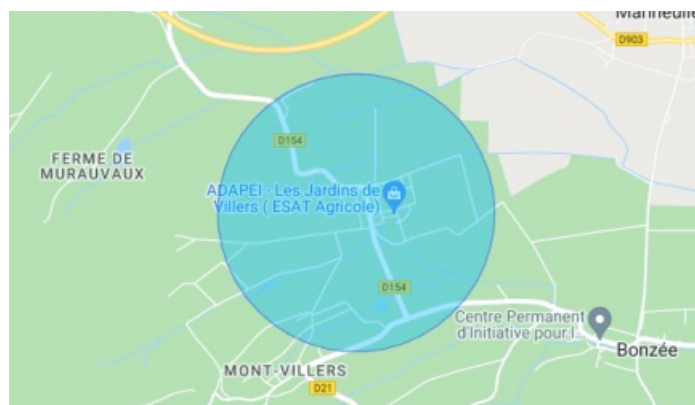 Manheulles
D903
D154
FERME DE
MURAUVAUX
ADAPEI - Les Jardins de
Villers ( ESAT Agricole)
D154
Centre Permanent
d'Initiative pour l...
Bonzée
MONT-VILLERS
D21